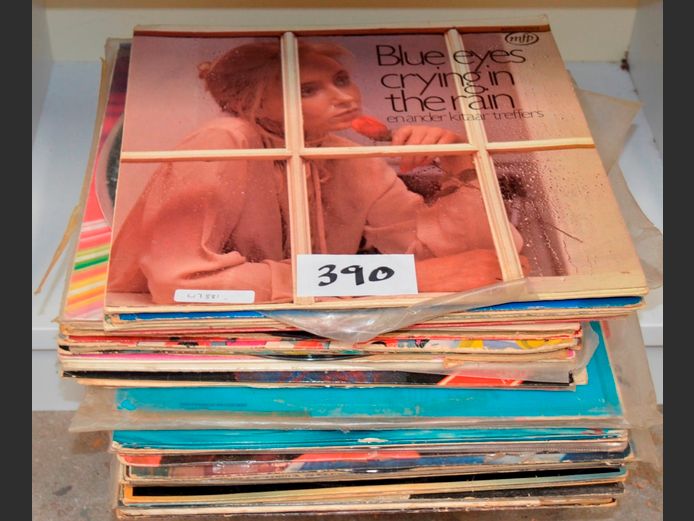 mfp
Blue eyes
crying in
the rain
en ander kitaar treffers
390